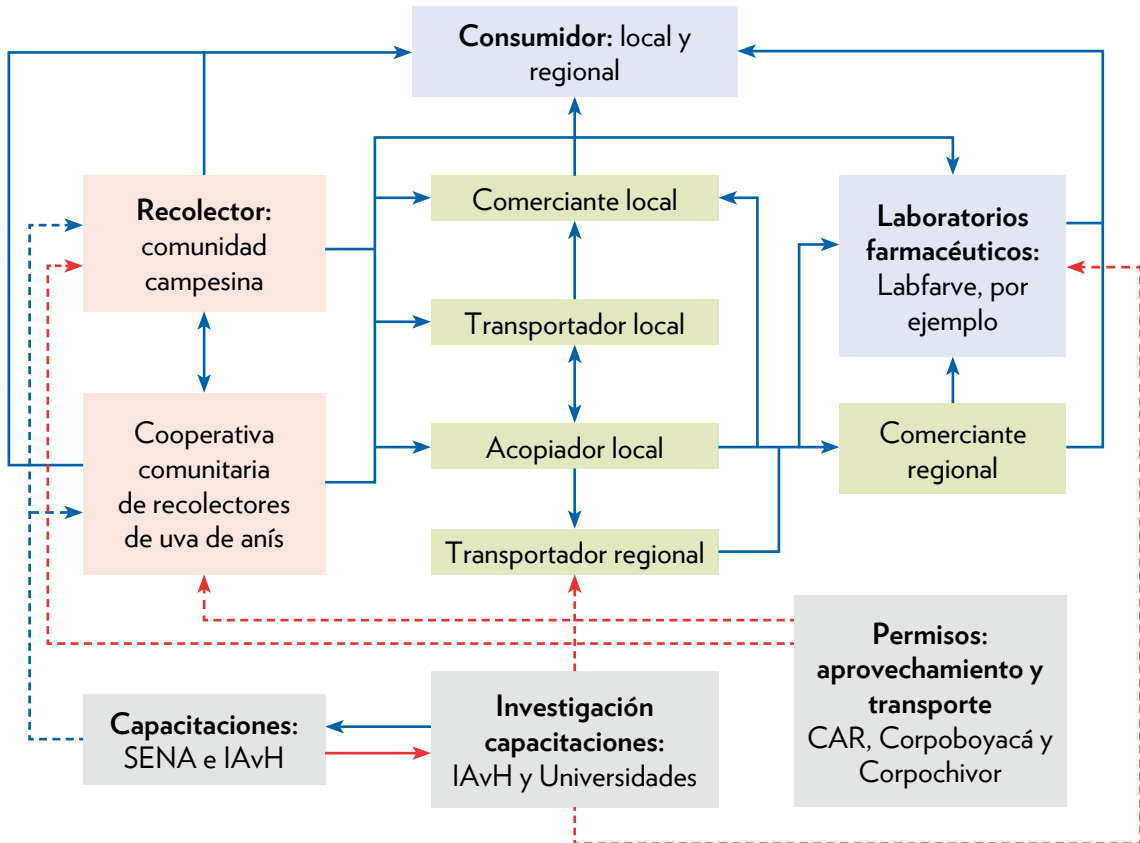 Consumidor: local y
regional
Recolector:
comunidad
campesina
Comerciante local
Laboratorios
farmacéuticos:
Labfarve, por
ejemplo
Transportador local
Cooperativa
comunitaria
de recolectores
de uva de anís
Acopiador local
Comerciante
regional
Transportador regional
Permisos:
aprovechamiento y
transporte
CAR, Corpoboyacá y
Corpochivor
Capacitaciones:
SENA e IAvH
Investigación
capacitaciones:
IAvH y Universidades